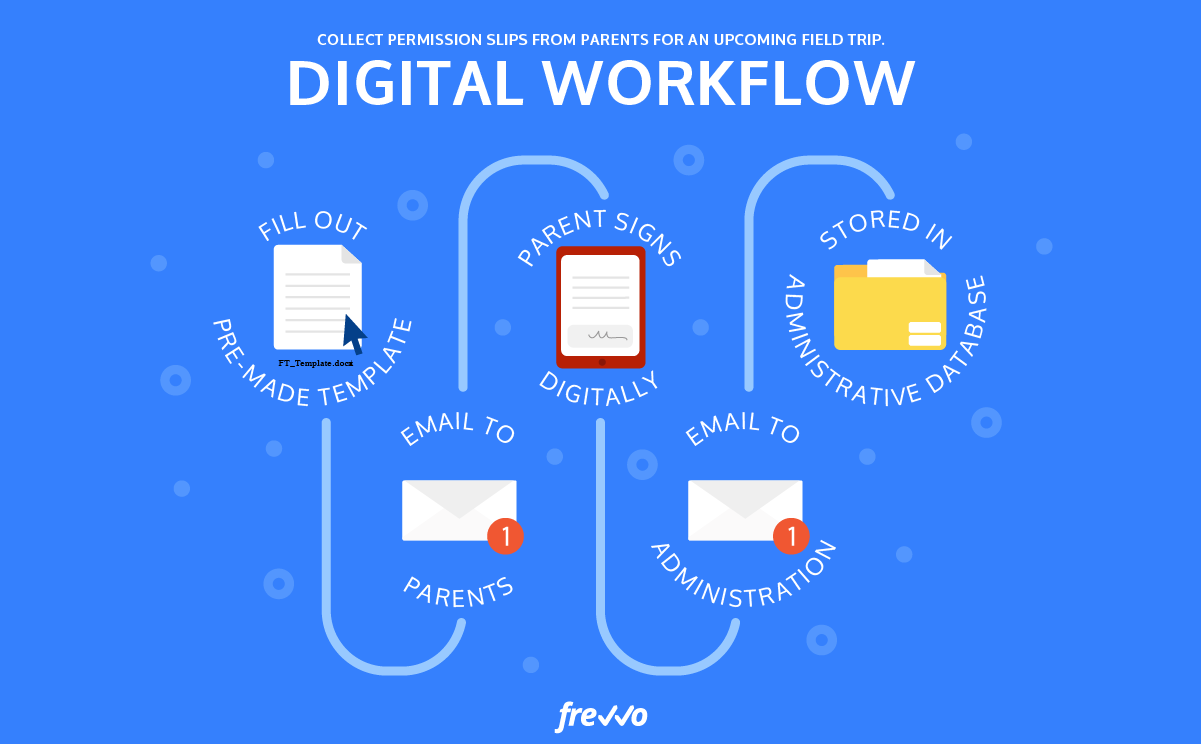 COLLECT PERMISSION SLIPS FROM PARENTS FOR AN UPCOMING FIELD TRIP.
DIGITAL WORKFLOW
FILL OUT
FT_Template.docx
PRE-MADE TEMPLATE
EMAIL TO
1
PARENTS
PARENT SIGNS
DIGITALLY
EMAIL TO
1
ADMINISTRATION
STORED IN
ADMINISTRATIVE DATABASE
frevvo